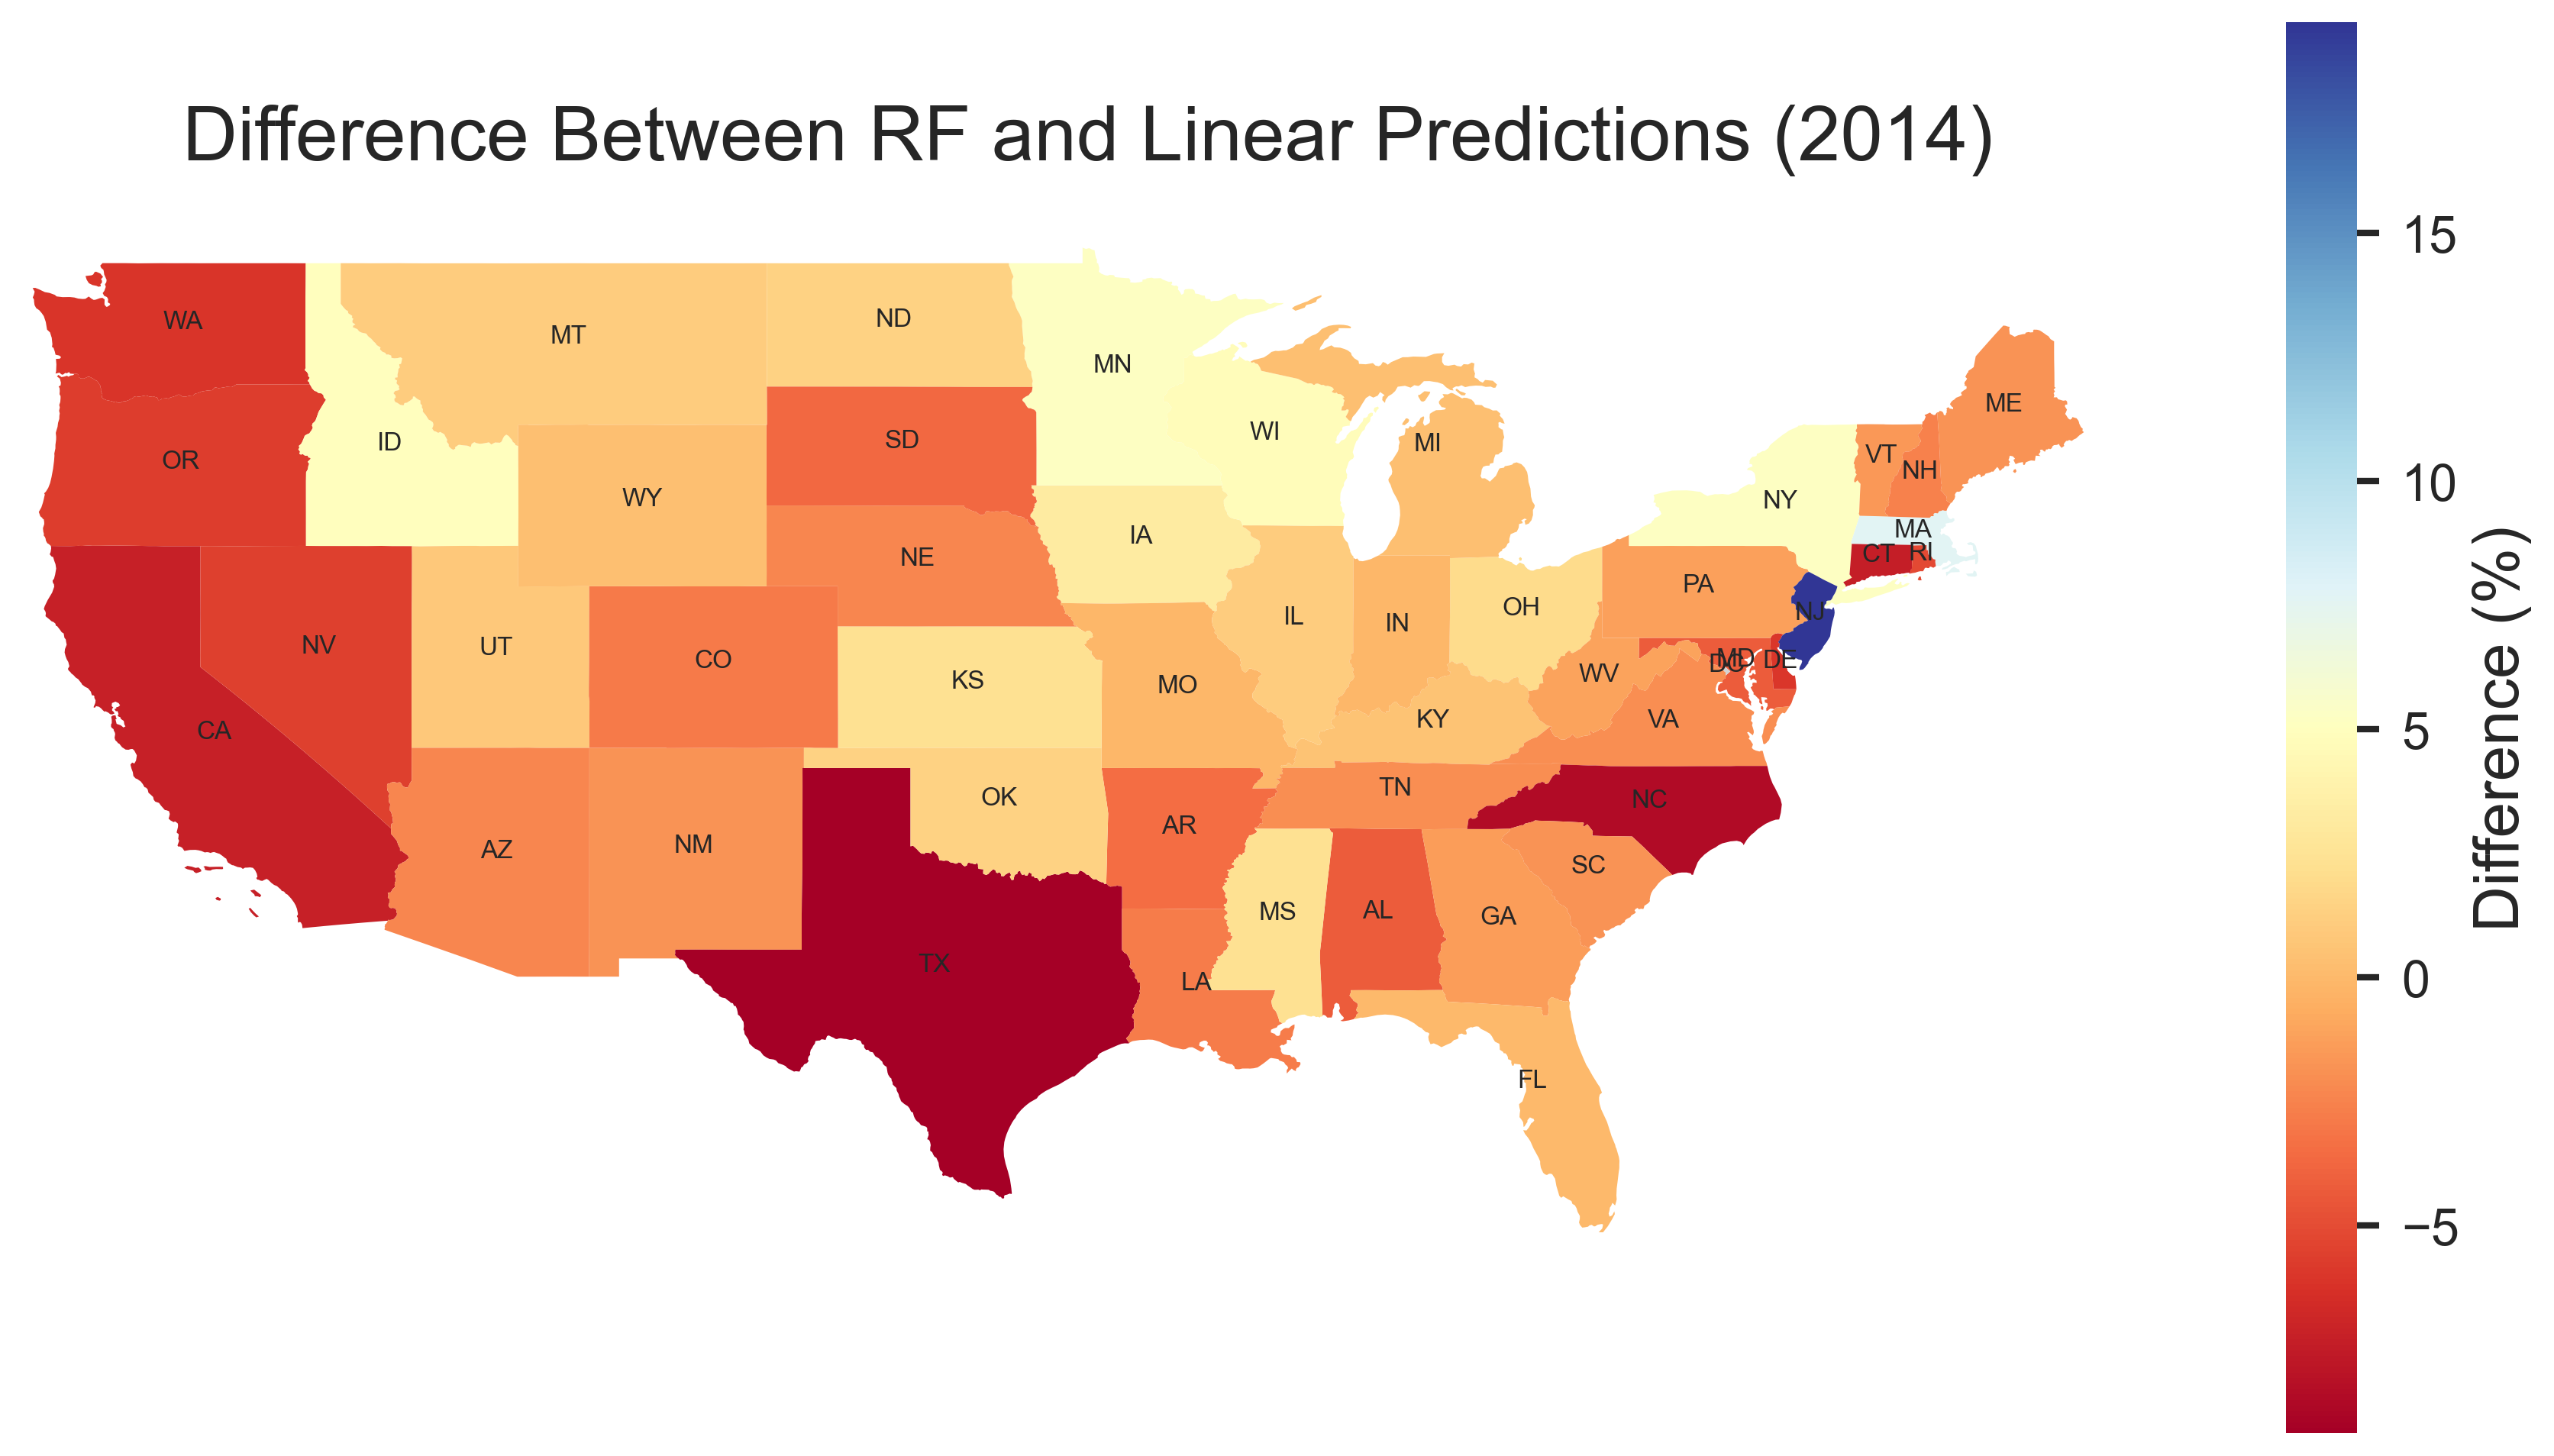 Difference Between RF and Linear Predictions (2014)
WA
MT
ND
MN
OR
ID
SD
WI
MI
ME
VT
NH
WY
NY
NE
IA
MA
CT
RI
NV
UT
CO
KS
MO
IL
IN
OH
PA
NJ
WV
DC
MD
DE
CA
KY
VA
AZ
NM
OK
AR
TN
NC
SC
TX
LA
MS
AL
GA
FL
15
10
5
0
−5
Difference (%)